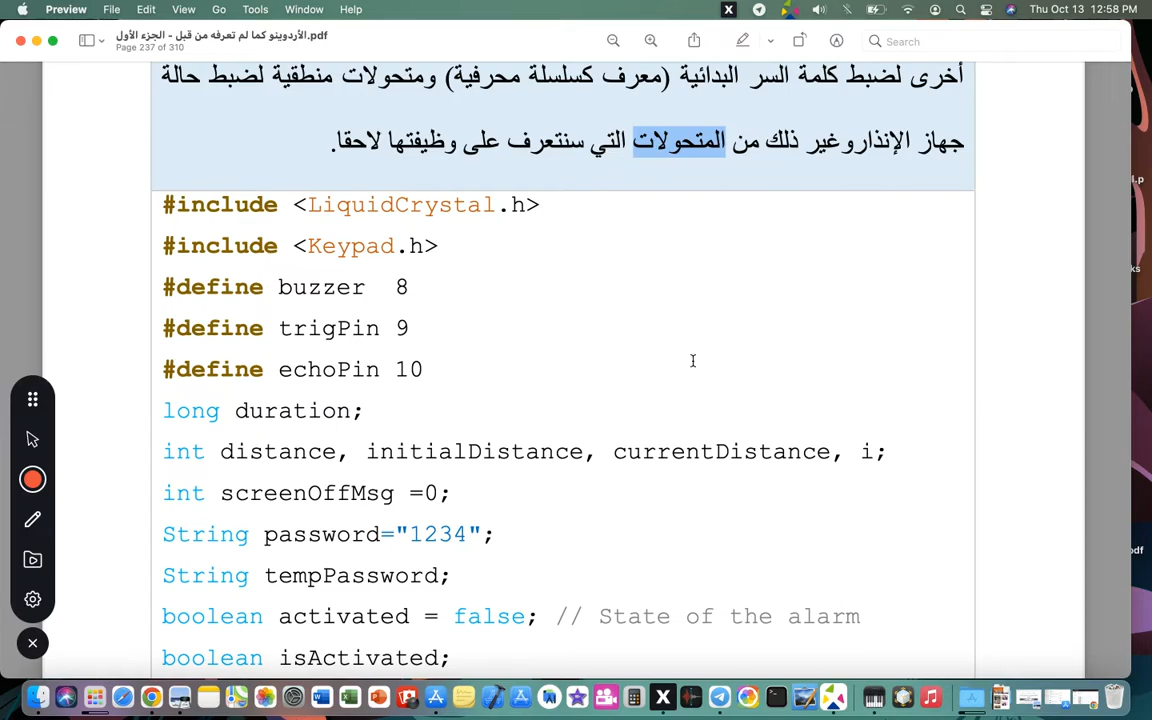 Preview File Edit View Go Tools Window Help Thu Oct 13 12:58 PM
الأردوينو كما لم تعرفه من قبل - الجزء الأول.pdf
Page 237 of 310
Search
أخرى لضبط كلمة السر البدائية (معرف كسلسلة محرفية) ومتحولات منطقية لضبط حالة
جهاز الإنذاروغير ذلك من المتحولات التي سنتعرف على وظيفتها لاحقا.
#include <LiquidCrystal.h>
#include <Keypad.h>
#define buzzer 8
#define trigPin 9
#define echoPin 10
long duration;
int distance, initialDistance, currentDistance, i;
int screenOffMsg =0;
String password="1234";
String tempPassword;
boolean activated = false; // State of the alarm
boolean isActivated;
l.p
ks
pdf